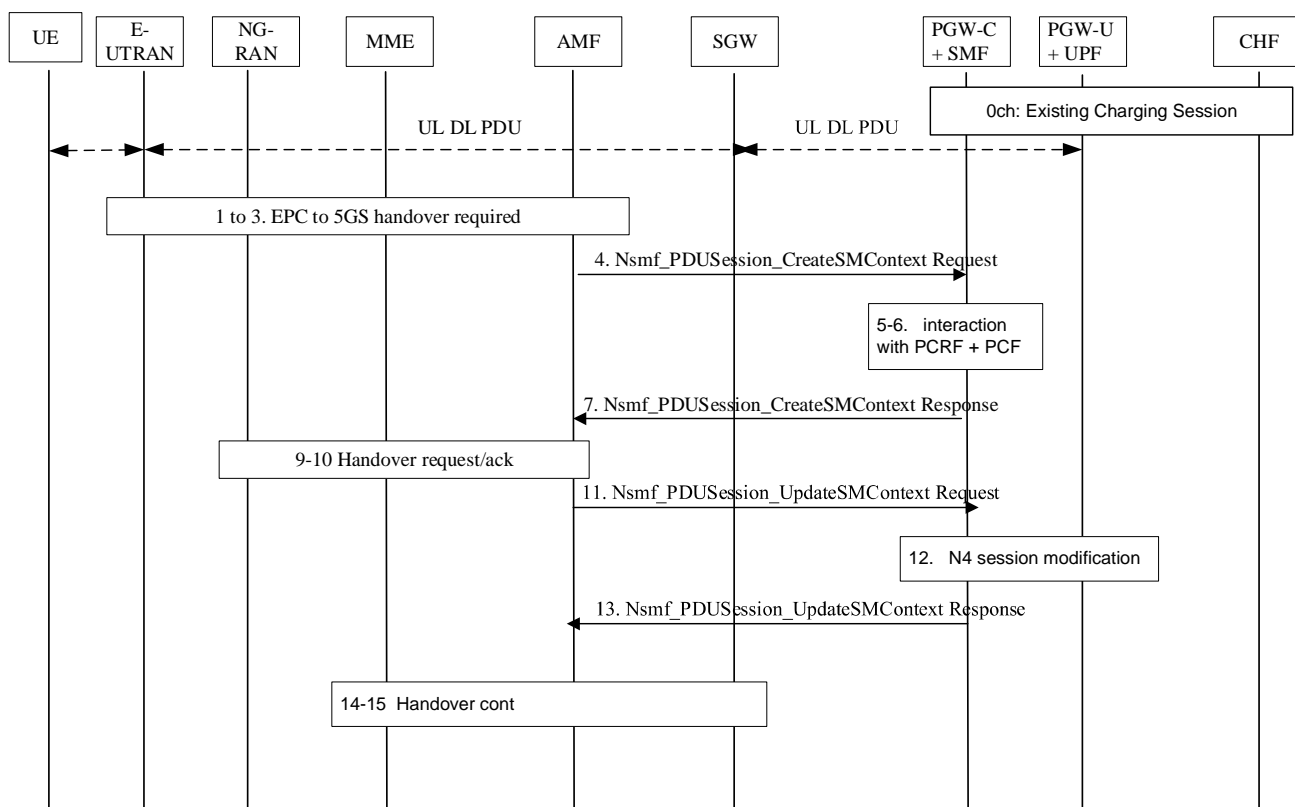 UE
E-
UTRAN
NG-
RAN
MME
AMF
SGW
PGW-C
+ SMF
PGW-U
+ UPF
CHF
0ch: Existing Charging Session
UL DL PDU
UL DL PDU
1 to 3. EPC to 5GS handover required
4. Nsmf_PDUSession_CreateSMContext Request
5-6. interaction
with PCRF + PCF
7. Nsmf_PDUSession_CreateSMContext Response
9-10 Handover request/ack
11. Nsmf_PDUSession_UpdateSMContext Request
12. N4 session modification
13. Nsmf_PDUSession_UpdateSMContext Response
14-15 Handover cont